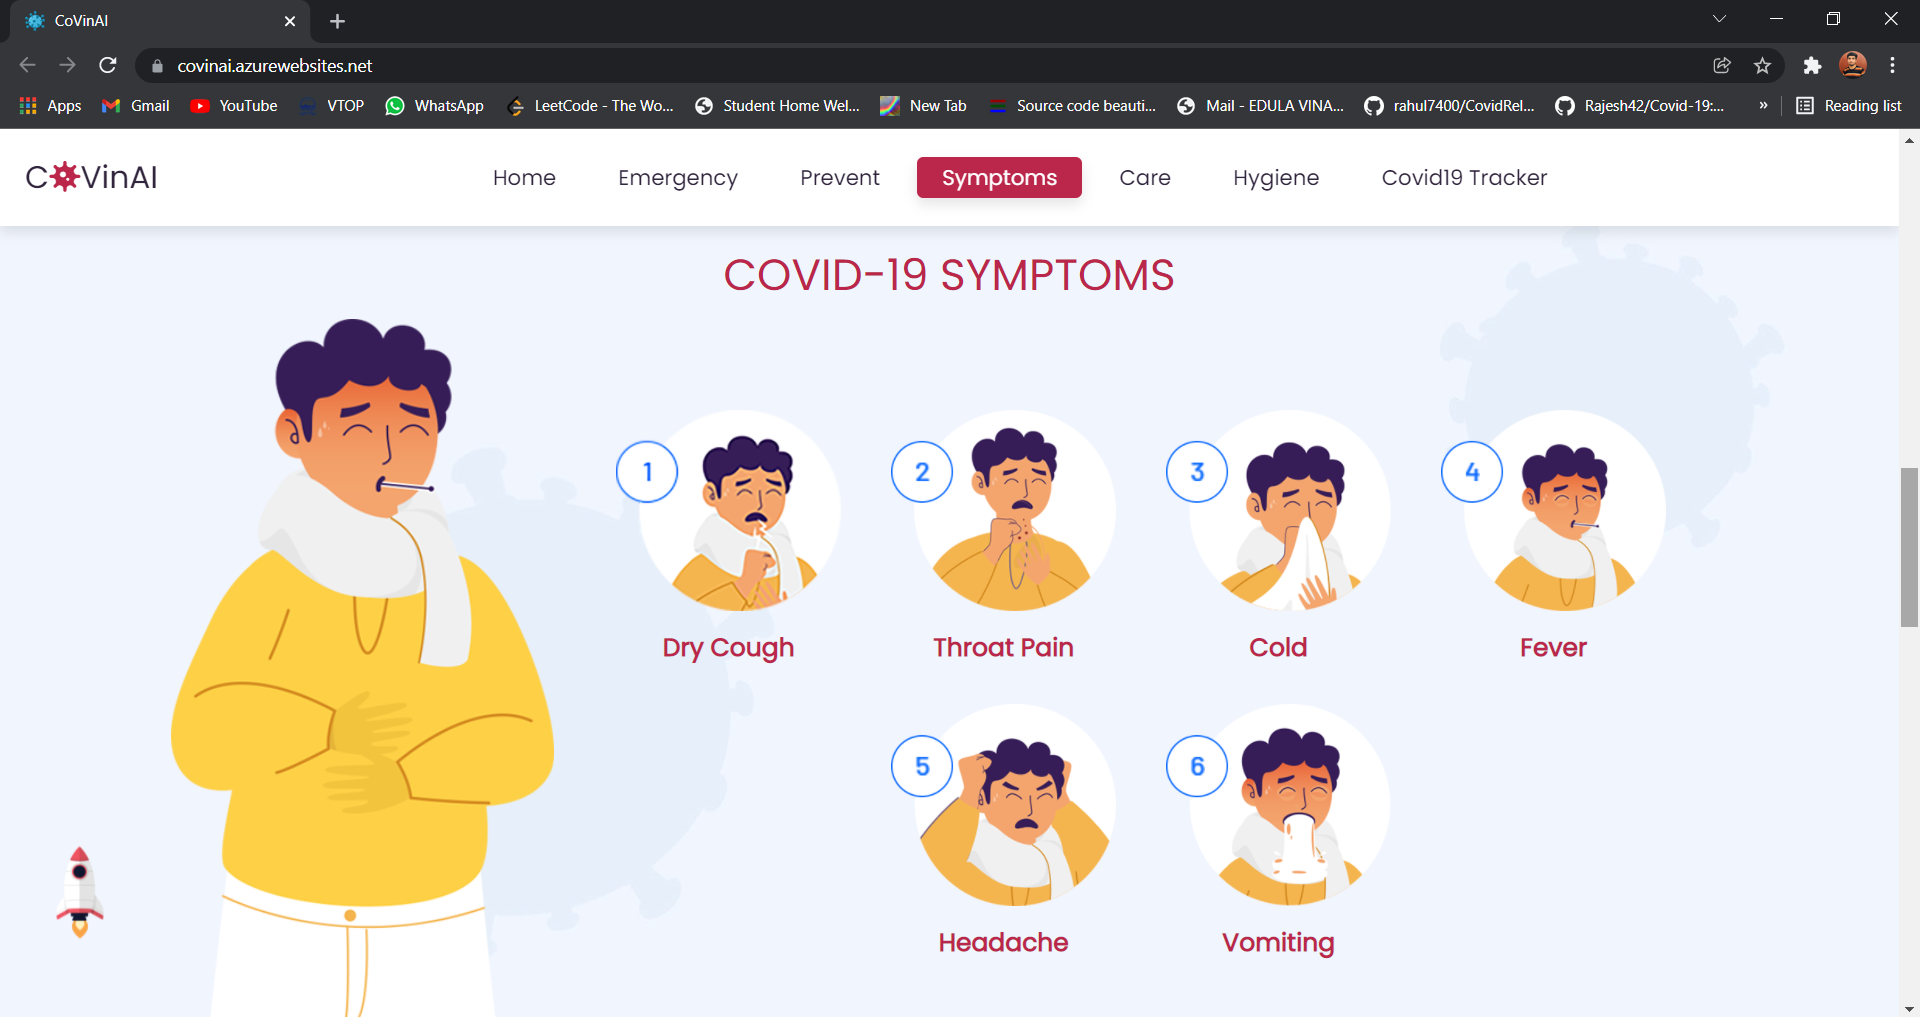 CoVinAI
covinai.azurewebsites.net
Apps Gmail YouTube VTOP WhatsApp LeetCode - The Wo... Student Home Wel... New Tab Source code beauti... Mail - EDULA VINA... rahul7400/CovidRel... Rajesh42/Covid-19:... » Reading list
CoVinAI Home Emergency Prevent Symptoms Care Hygiene Covid19 Tracker
COVID-19 SYMPTOMS
1 2 3 4
Dry Cough Throat Pain Cold Fever
5 6
Headache Vomiting